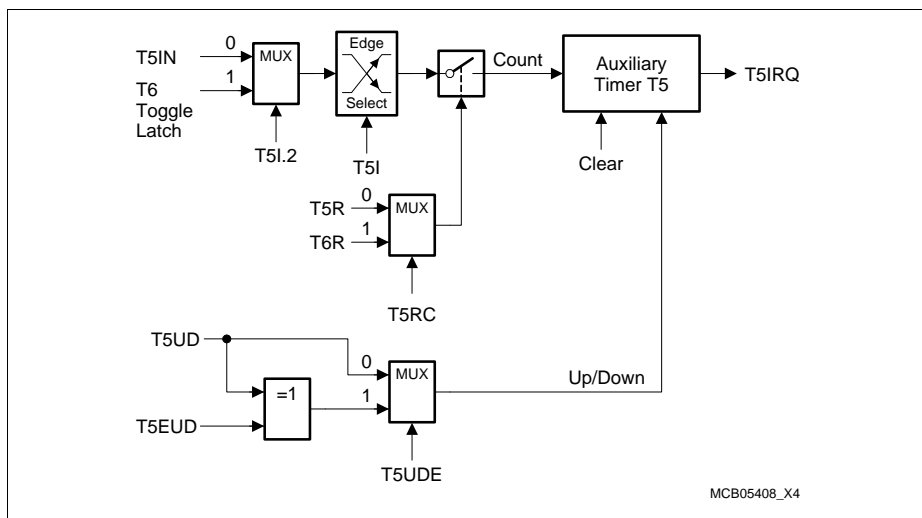 T5IN
0
MUX
Edge
Select
Count
Auxiliary
Timer T5
T5IRQ
T6
Toggle
Latch
1
T5I.2
T5I
Clear
T5R
0
MUX
T6R
1
T5RC
T5UD
0
MUX
Up/Down
=1
1
T5EUD
T5UDE
MCB05408_X4